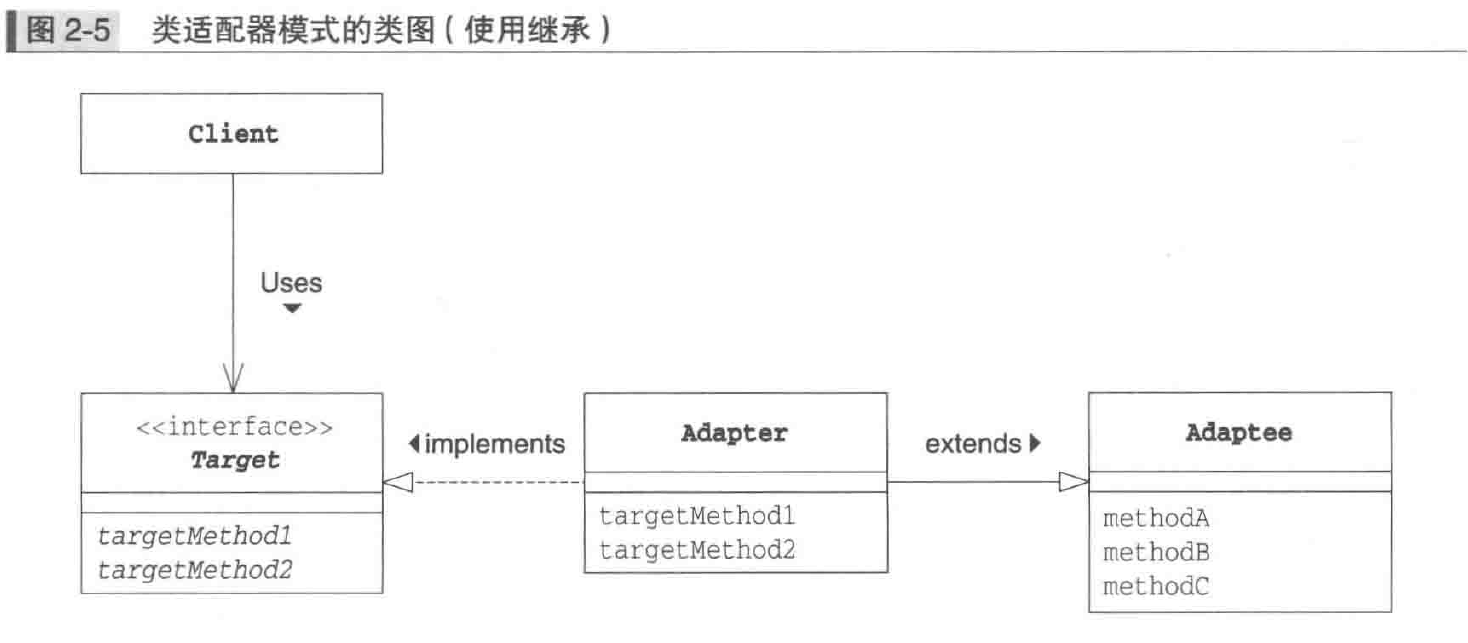 图 2-5 类适配器模式的类图（使用继承）
Client
Uses
<<interface>>
Target
targetMethod1
targetMethod2
implements
Adapter
targetMethod1
targetMethod2
extends
Adaptee
methodA
methodB
methodC